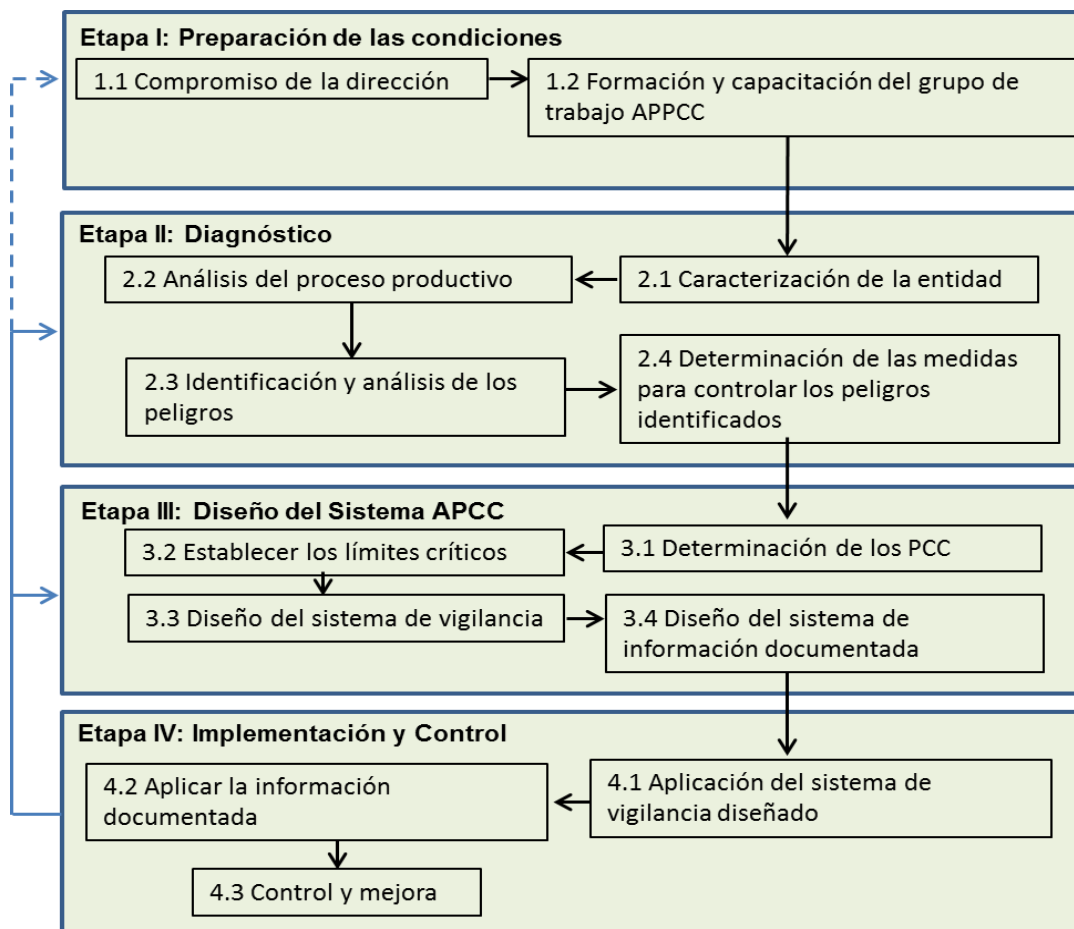 Etapa I: Preparación de las condiciones
1.1 Compromiso de la dirección
1.2 Formación y capacitación del grupo de
trabajo APPCC
Etapa II: Diagnóstico
2.1 Caracterización de la entidad
2.2 Análisis del proceso productivo
2.3 Identificación y análisis de los
peligros
2.4 Determinación de las medidas
para controlar los peligros
identificados
Etapa III: Diseño del Sistema APCC
3.1 Determinación de los PCC
3.2 Establecer los límites críticos
3.3 Diseño del sistema de vigilancia
3.4 Diseño del sistema de
información documentada
Etapa IV: Implementación y Control
4.1 Aplicación del sistema de
vigilancia diseñado
4.2 Aplicar la información
documentada
4.3 Control y mejora